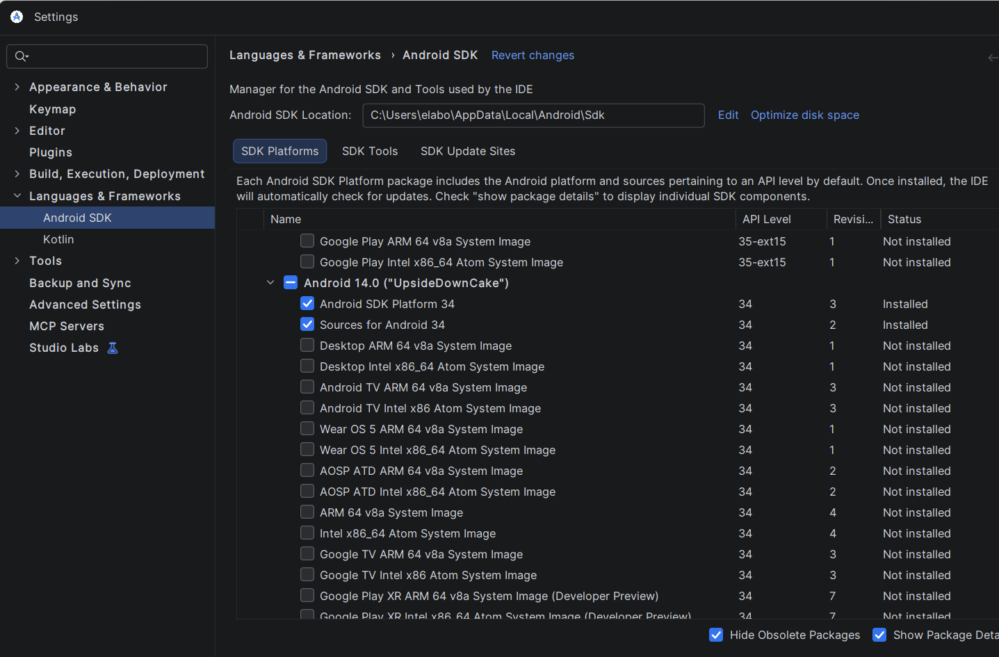 Settings
Appearance & Behavior
Keymap
Editor
Plugins
Build, Execution, Deployment
Languages & Frameworks
Android SDK
Kotlin
Tools
Backup and Sync
Advanced Settings
MCP Servers
Studio Labs
Languages & Frameworks › Android SDK Revert changes
Manager for the Android SDK and Tools used by the IDE
Android SDK Location: C:\Users\elabo\AppData\Local\Android\Sdk Edit Optimize disk space
SDK Platforms SDK Tools SDK Update Sites
Each Android SDK Platform package includes the Android platform and sources pertaining to an API level by default. Once installed, the IDE
will automatically check for updates. Check "show package details" to display individual SDK components.
Name API Level Revisi... Status
Google Play ARM 64 v8a System Image 35-ext15 1 Not installed
Google Play Intel x86_64 Atom System Image 35-ext15 1 Not installed
Android 14.0 ("UpsideDownCake")
Android SDK Platform 34 34 3 Installed
Sources for Android 34 34 2 Installed
Desktop ARM 64 v8a System Image 34 1 Not installed
Desktop Intel x86_64 Atom System Image 34 1 Not installed
Android TV ARM 64 v8a System Image 34 3 Not installed
Android TV Intel x86 Atom System Image 34 3 Not installed
Wear OS 5 ARM 64 v8a System Image 34 1 Not installed
Wear OS 5 Intel x86_64 Atom System Image 34 1 Not installed
AOSP ATD ARM 64 v8a System Image 34 2 Not installed
AOSP ATD Intel x86_64 Atom System Image 34 2 Not installed
ARM 64 v8a System Image 34 4 Not installed
Intel x86_64 Atom System Image 34 4 Not installed
Google TV ARM 64 v8a System Image 34 3 Not installed
Google TV Intel x86 Atom System Image 34 3 Not installed
Google Play XR ARM 64 v8a System Image (Developer Preview) 34 7 Not installed
Google Play XR Intel x86_64 Atom System Image (Developer Preview) 34 7 Not installed
Hide Obsolete Packages Show Package Deta